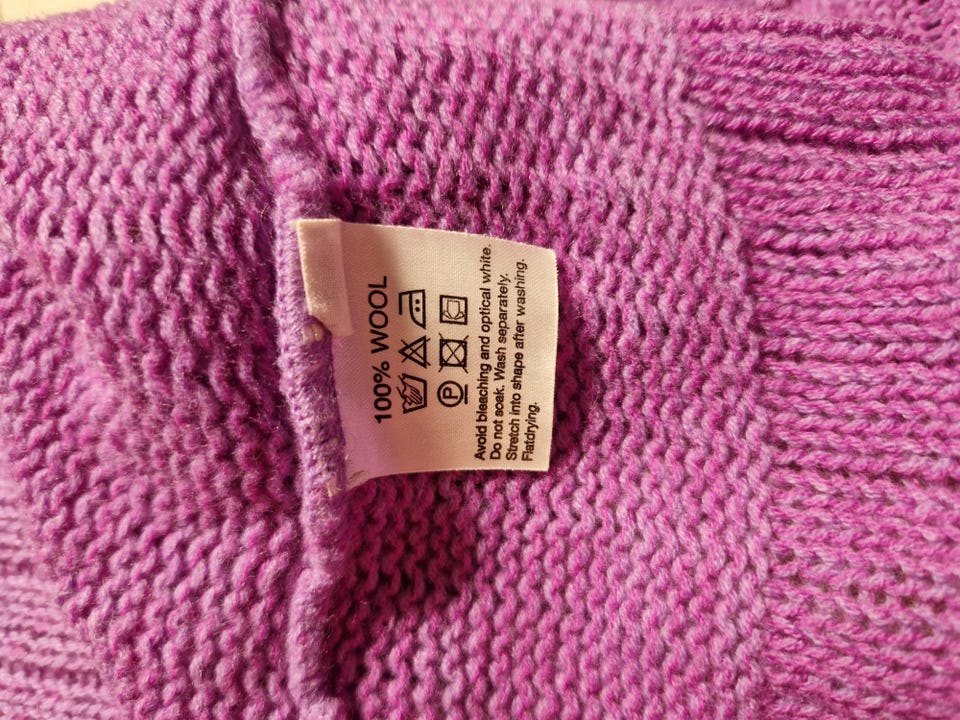 100% WOOL
P
Avoid bleaching and optical white.
Do not soak. Wash separately.
Stretch into shape after washing.
Flatdrying.